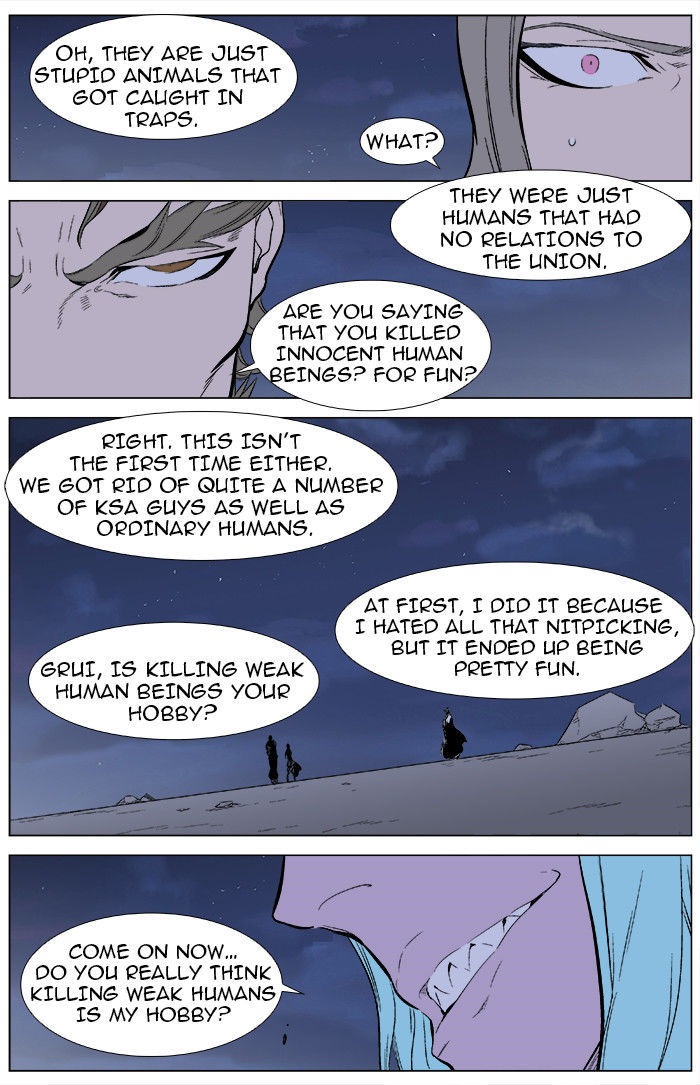 OH, THEY ARE JUST
STUPID ANIMALS THAT
GOT CAUGHT IN
TRAPS.
WHAT?
THEY WERE JUST
HUMANS THAT HAD
NO RELATIONS TO
THE UNION.
ARE YOU SAYING
THAT YOU KILLED
INNOCENT HUMAN
BEINGS? FOR FUN?
RIGHT. THIS ISN'T
THE FIRST TIME EITHER.
WE GOT RID OF QUITE A NUMBER
OF KSA GUYS AS WELL AS
ORDINARY HUMANS.
AT FIRST, I DID IT BECAUSE
I HATED ALL THAT NITPICKING,
BUT IT ENDED UP BEING
PRETTY FUN.
GRUI, IS KILLING WEAK
HUMAN BEINGS YOUR
HOBBY?
COME ON NOW...
DO YOU REALLY THINK
KILLING WEAK HUMANS
IS MY HOBBY?